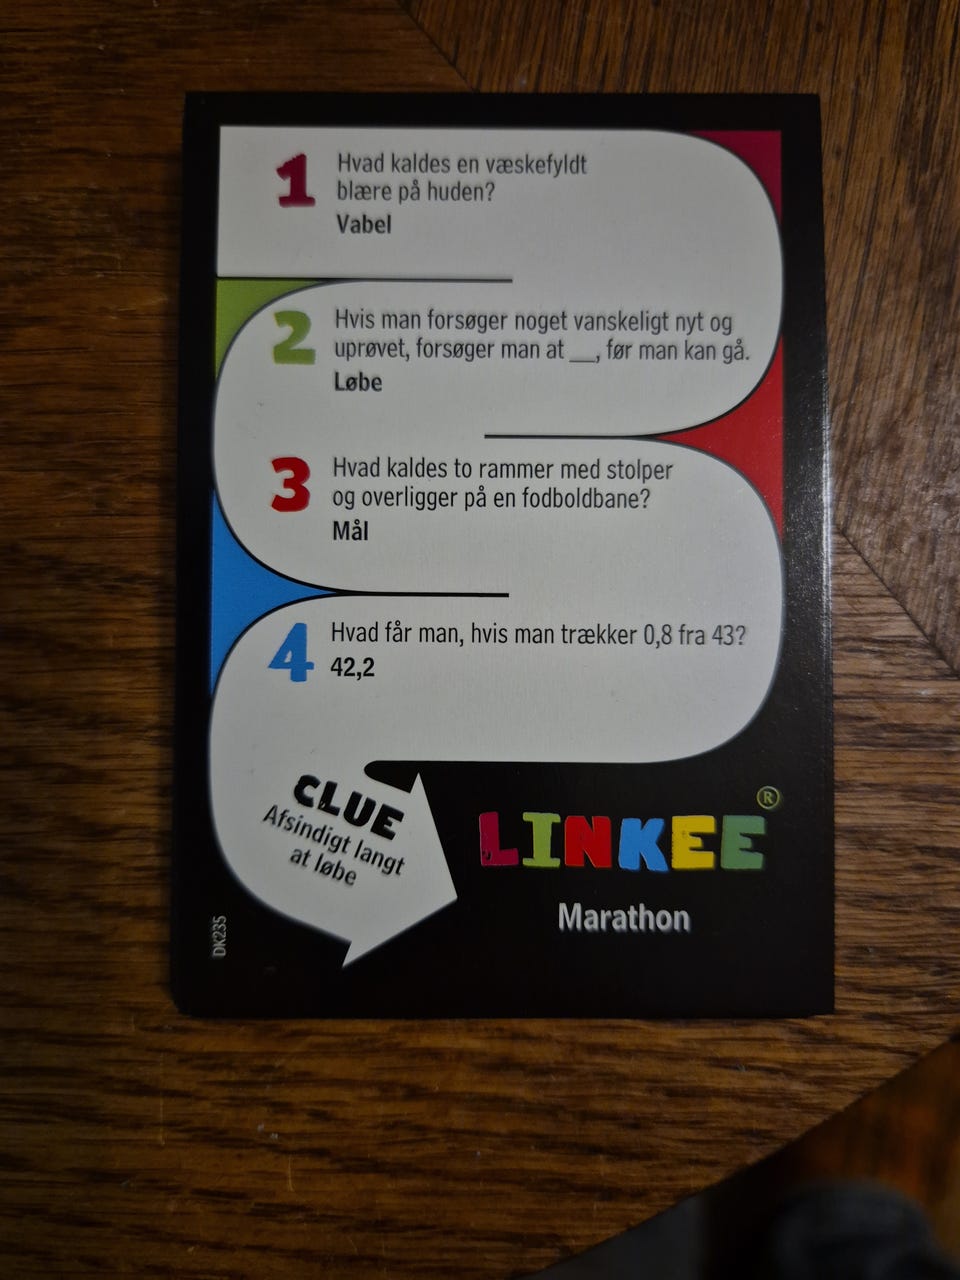 1 Hvad kaldes en væskefyldt
blære på huden?
Vabel
2 Hvis man forsøger noget vanskeligt nyt og
uprøvet, forsøger man at __, før man kan gå.
Løbe
3 Hvad kaldes to rammer med stolper
og overligger på en fodboldbane?
Mål
4 Hvad får man, hvis man trækker 0,8 fra 43?
42,2
CLUE
Afsindigt langt
at løbe
LINKEE®
Marathon
DK235